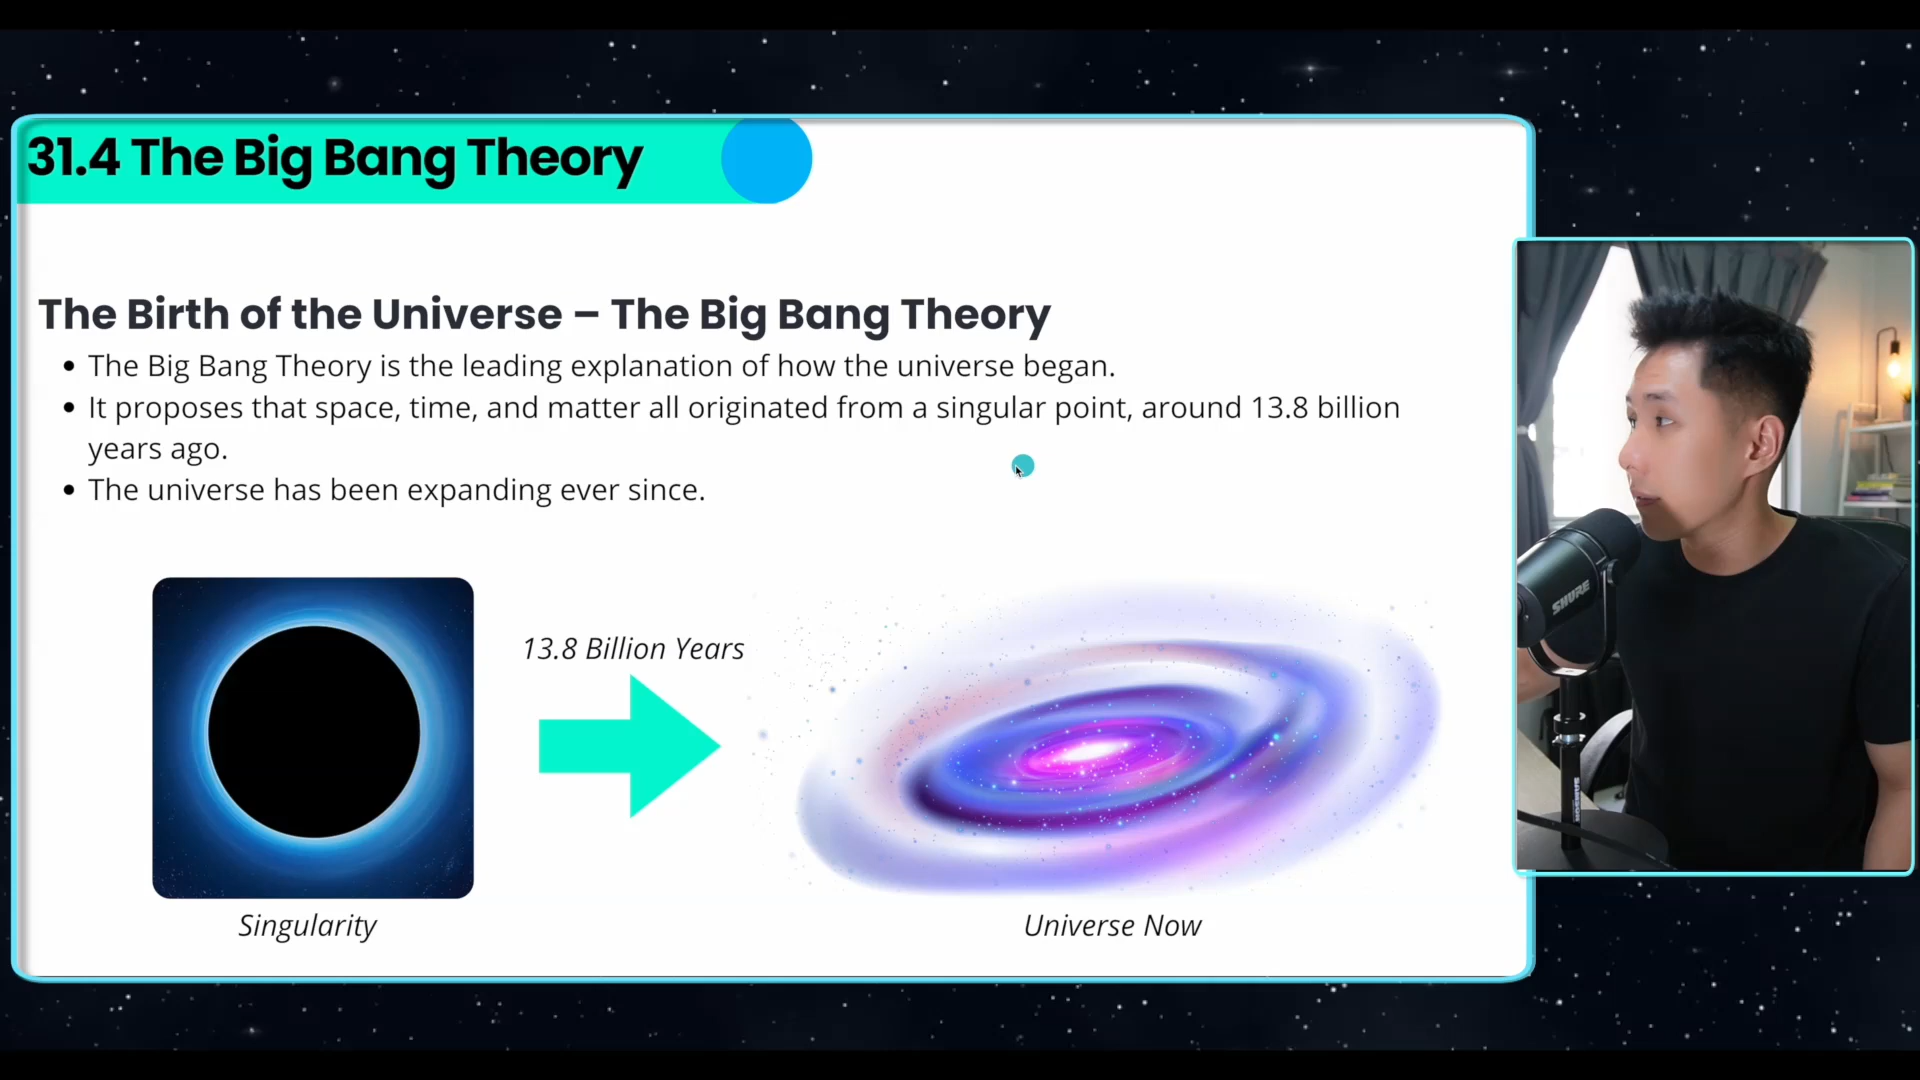 31.4 The Big Bang Theory
The Birth of the Universe – The Big Bang Theory
• The Big Bang Theory is the leading explanation of how the universe began.
• It proposes that space, time, and matter all originated from a singular point, around 13.8 billion
years ago.
• The universe has been expanding ever since.
13.8 Billion Years
Singularity
Universe Now
SHURE
SAMSON